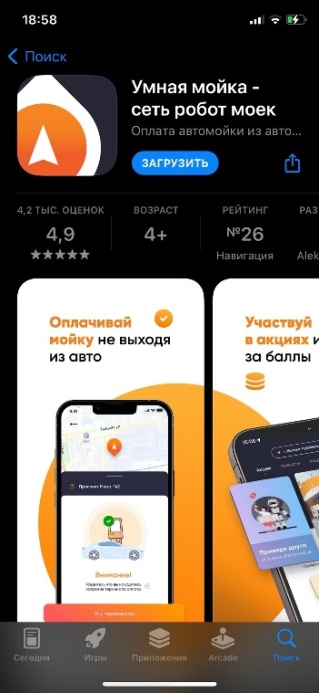 18:58
Поиск
Умная мойка -
сеть робот моек
Оплата автомойки из авто...
ЗАГРУЗИТЬ
4,2 ТЫС. ОЦЕНОК
ВОЗРАСТ
РЕЙТИНГ
РАЗ
4,9
4+
№26
★★★★★
Навигация
Alek
Оплачивай
мойку не выходя
из авто
Участвуй
в акциях и
за баллы
Внимание!
Приведи друга
Сегодня
Игры
Приложения
Arcade
Поиск